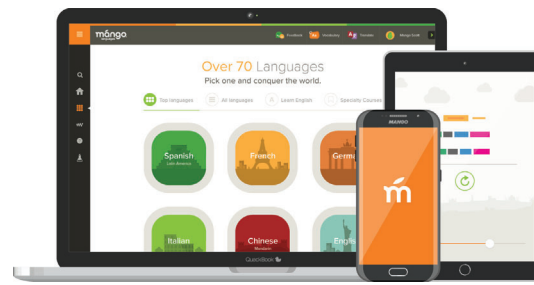 mango
languages
Over 70 Languages
Pick one and conquer the world.
Top languages
All languages
Learn English
Specialty Courses
Spanish
Latin America
French
Germ
Italian
Chinese
Mandarin
English
QuickBook
MANGO
m